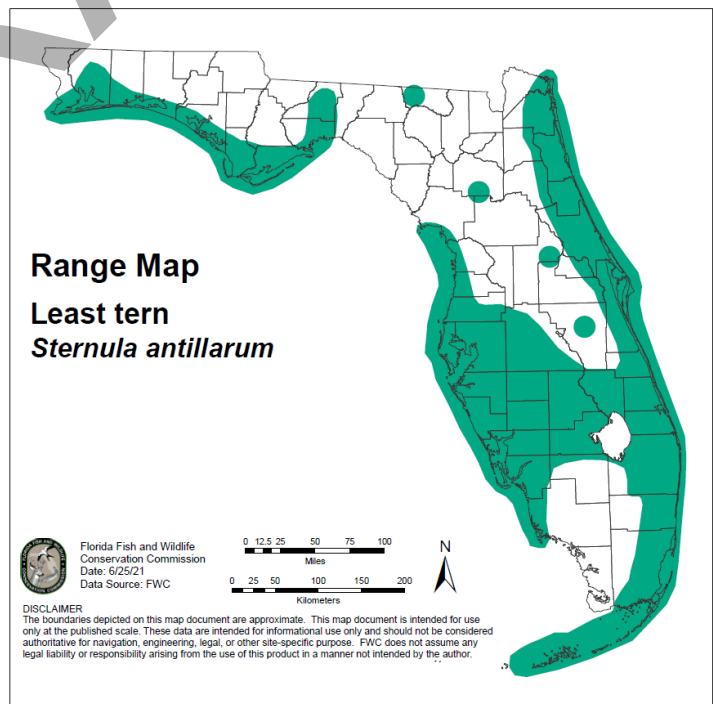 Range Map
Least tern
Sternula antillarum
Florida Fish and Wildlife
Conservation Commission
Date: 6/25/21
Data Source: FWC
0 12.5 25 50 75 100
Miles
0 25 50 100 150 200
Kilometers
N
DISCLAIMER
The boundaries depicted on this map document are approximate. This map document is intended for use
only at the published scale. These data are intended for informational use only and should not be considered
authoritative for navigation, engineering, legal, or other site-specific purpose. FWC does not assume any
legal liability or responsibility arising from the use of this product in a manner not intended by the author.